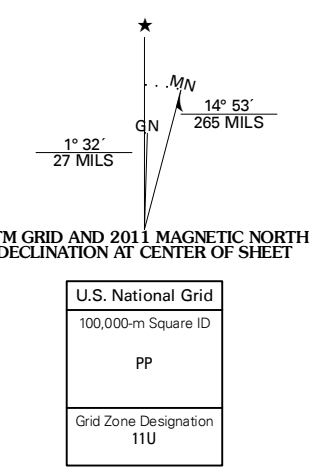 ★
MN
GN
14° 53´
265 MILS
1° 32´
27 MILS
TM GRID AND 2011 MAGNETIC NORTH
DECLINATION AT CENTER OF SHEET
U.S. National Grid
100,000-m Square ID
PP
Grid Zone Designation
11U